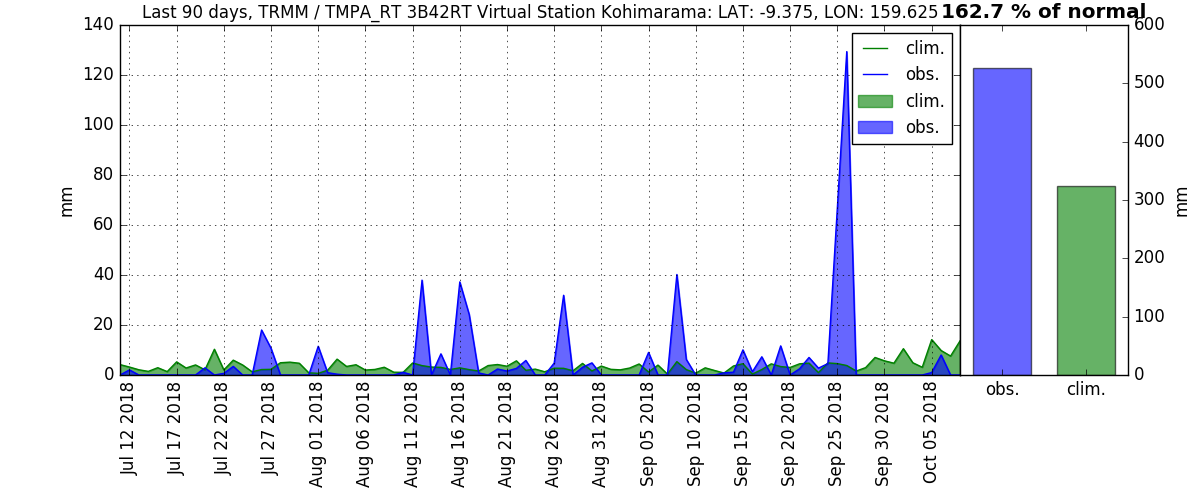 Last 90 days, TRMM / TMPA_RT 3B42RT Virtual Station Kohimarama: LAT: -9.375, LON: 159.625 162.7 % of normal
140
120
100
80
60
40
20
0
mm
clim.
obs.
clim.
obs.
600
500
400
300
200
100
0
mm
Jul 12 2018
Jul 17 2018
Jul 22 2018
Jul 27 2018
Aug 01 2018
Aug 06 2018
Aug 11 2018
Aug 16 2018
Aug 21 2018
Aug 26 2018
Aug 31 2018
Sep 05 2018
Sep 10 2018
Sep 15 2018
Sep 20 2018
Sep 25 2018
Sep 30 2018
Oct 05 2018
obs.
clim.